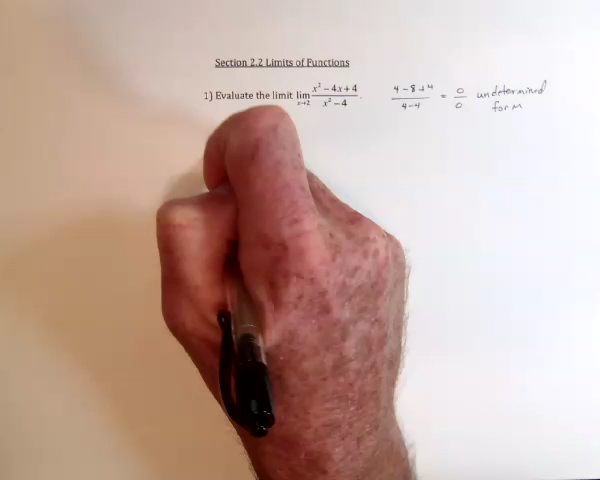 Section 2.2 Limits of Functions
1) Evaluate the limit lim x→2 (x² – 4x + 4)/(x² – 4). (4 – 8 + 4)/(4 – 4) = 0/0 undetermined
form